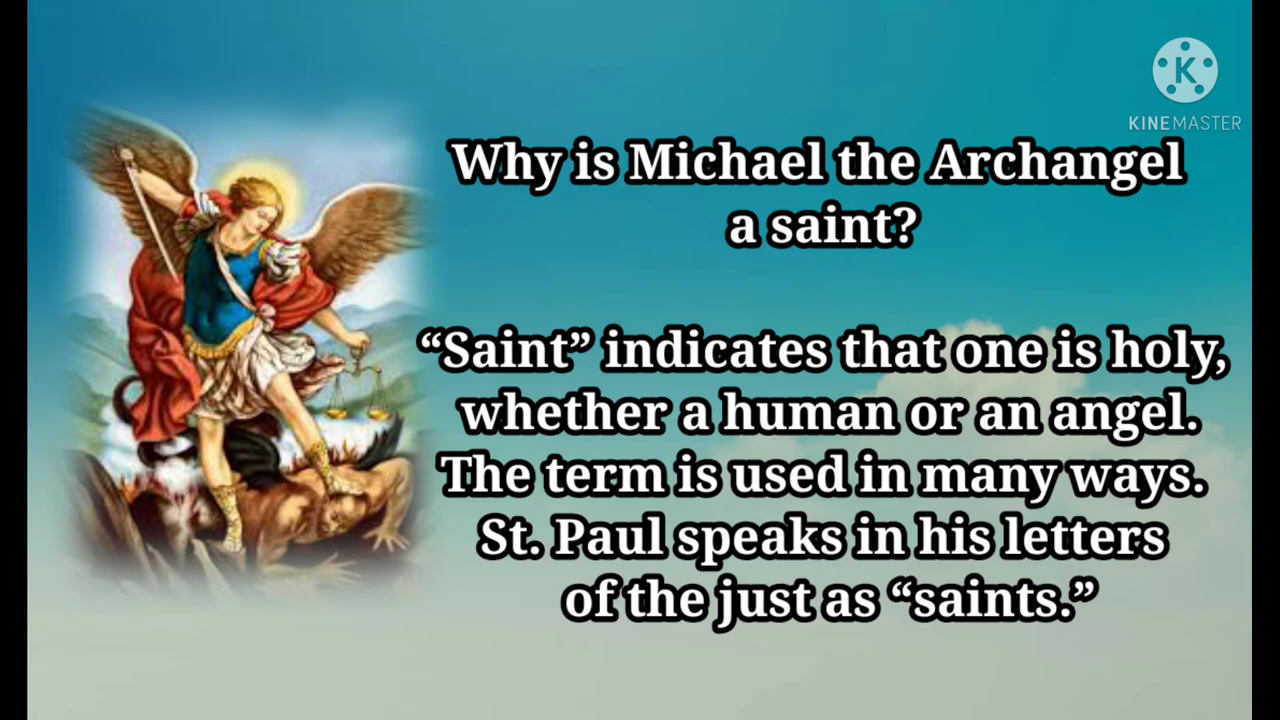 KINEMASTER
Why is Michael the Archangel
a saint?
“Saint” indicates that one is holy,
whether a human or an angel.
The term is used in many ways.
St. Paul speaks in his letters
of the just as “saints.”